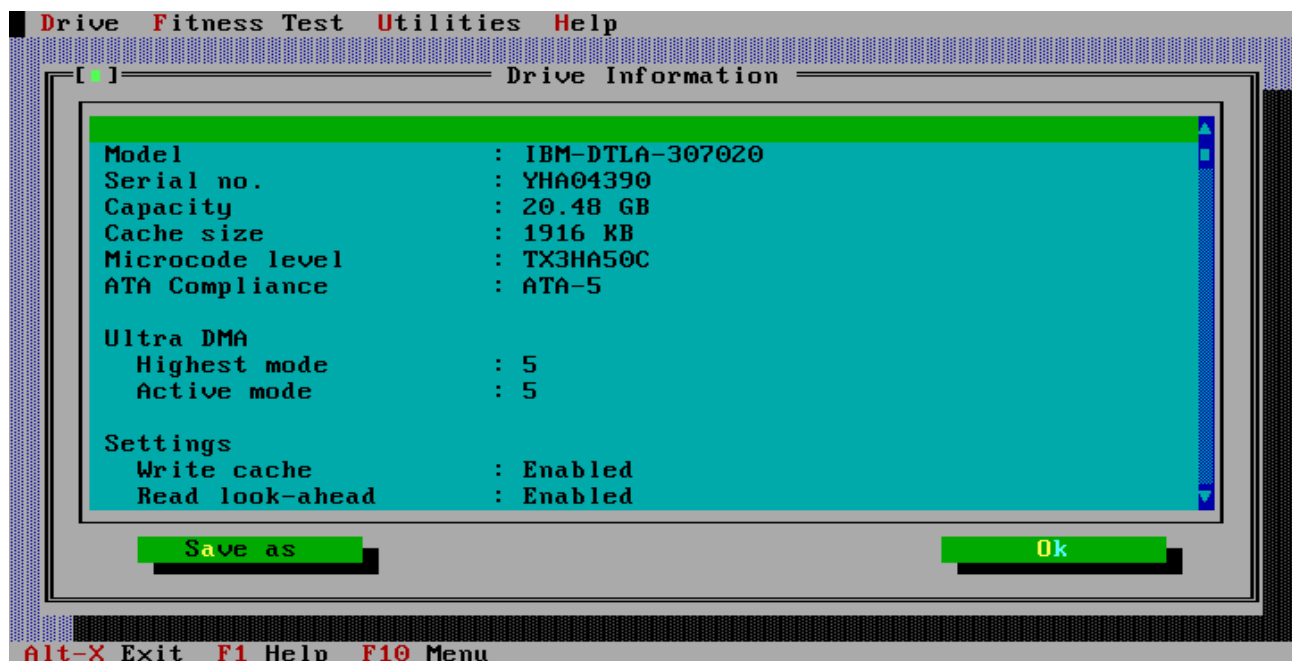 Drive Fitness Test Utilities Help
Drive Information
Model : IBM-DTLA-307020
Serial no. : YHA04390
Capacity : 20.48 GB
Cache size : 1916 KB
Microcode level : TX3HA50C
ATA Compliance : ATA-5
Ultra DMA
Highest mode : 5
Active mode : 5
Settings
Write cache : Enabled
Read look-ahead : Enabled
Save as Ok
Alt-X Exit F1 Help F10 Menu